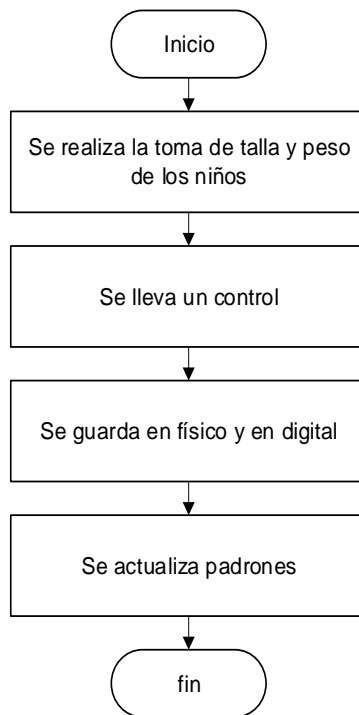 Inicio
Se realiza la toma de talla y peso
de los niños
Se lleva un control
Se guarda en físico y en digital
Se actualiza padrones
fin